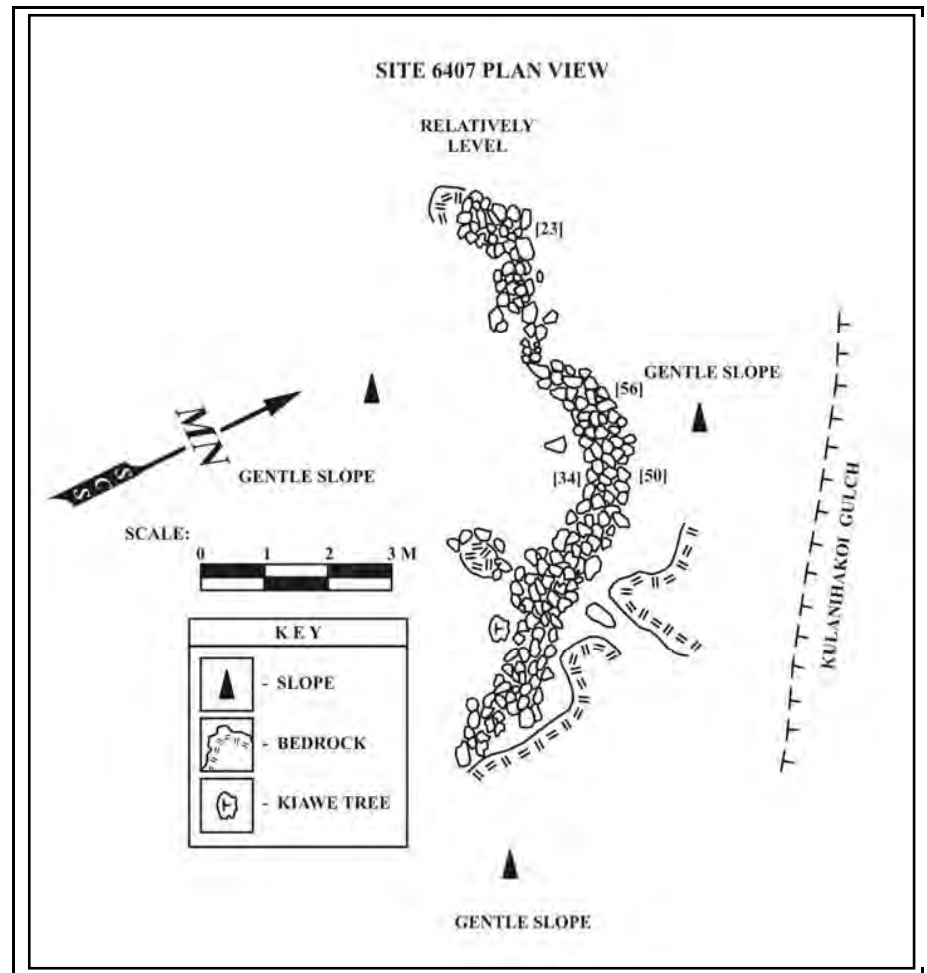 SITE 6407 PLAN VIEW
RELATIVELY
LEVEL
[23]
[56]
GENTLE SLOPE
MN
SCS
GENTLE SLOPE
[34]
[50]
KULANIHAKOI GULCH
SCALE:
0 1 2 3 M
KEY
- SLOPE
- BEDROCK
T - KIAWE TREE
T
GENTLE SLOPE